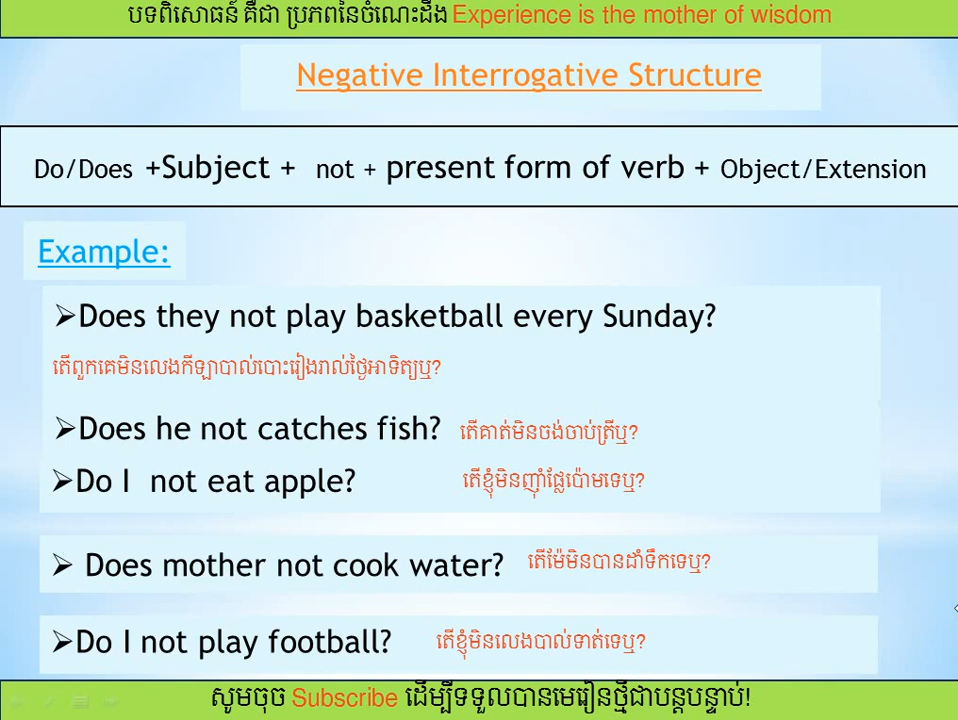 បទពិសោធន៍ គឺជា ប្រភពនៃចំណេះដឹង Experience is the mother of wisdom
Negative Interrogative Structure
Do/Does +Subject + not + present form of verb + Object/Extension
Example:
➢Does they not play basketball every Sunday?
តើពួកគេមិនលេងកីឡាបាល់បោះរៀងរាល់ថ្ងៃអាទិត្យឬ?
➢Does he not catches fish? តើគាត់មិនចង់ចាប់ត្រីឬ?
➢Do I not eat apple? តើខ្ញុំមិនញ៉ាំផ្លែប៉ោមទេឬ?
➢ Does mother not cook water? តើម៉ែមិនបានដាំទឹកទេឬ?
➢Do I not play football? តើខ្ញុំមិនលេងបាល់ទាត់ទេឬ?
សូមចុច Subscribe ដើម្បីទទួលបានមេរៀនថ្មីជាបន្តបន្ទាប់!